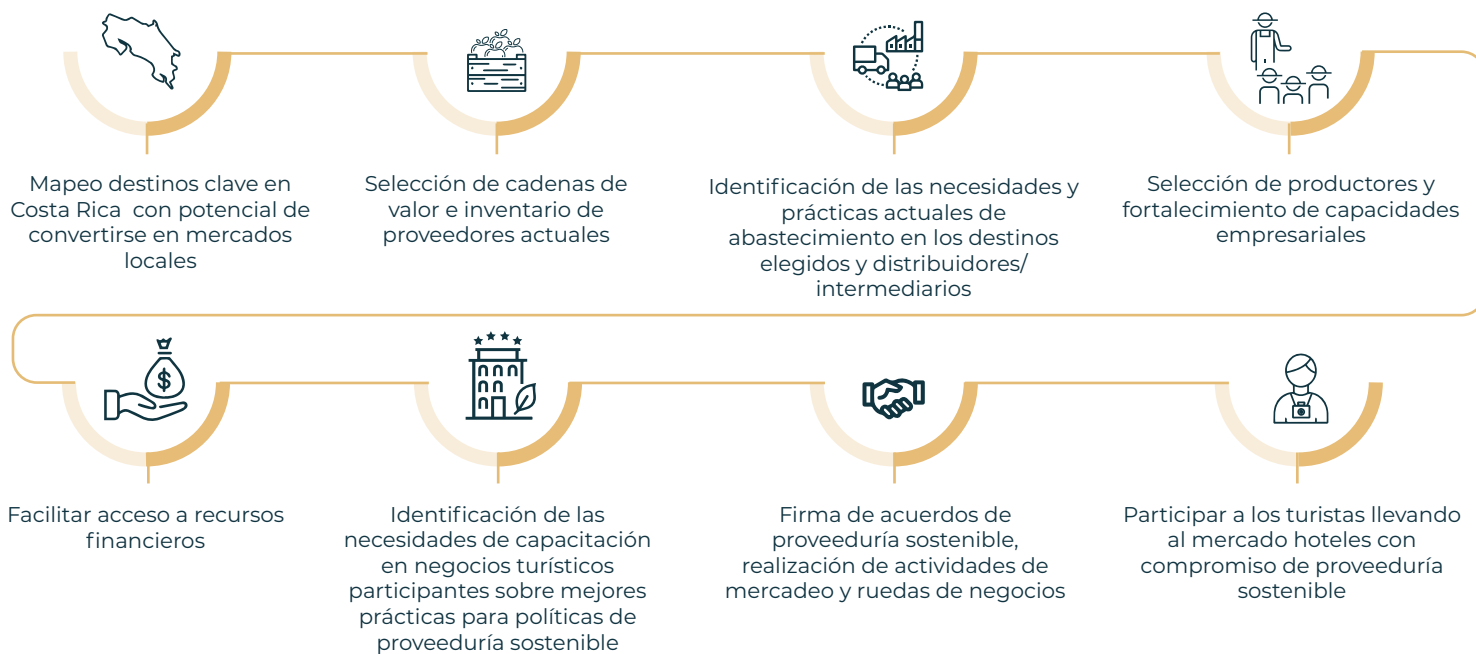 Mapeo destinos clave en
Costa Rica con potencial de
convertirse en mercados
locales
Selección de cadenas de
valor e inventario de
proveedores actuales
Identificación de las necesidades y
prácticas actuales de
abastecimiento en los destinos
elegidos y distribuidores/
intermediarios
Selección de productores y
fortalecimiento de capacidades
empresariales
$
Facilitar acceso a recursos
financieros
Identificación de las
necesidades de capacitación
en negocios turísticos
participantes sobre mejores
prácticas para políticas de
proveeduría sostenible
Firma de acuerdos de
proveeduría sostenible,
realización de actividades de
mercadeo y ruedas de negocios
Participar a los turistas llevando
al mercado hoteles con
compromiso de proveeduría
sostenible